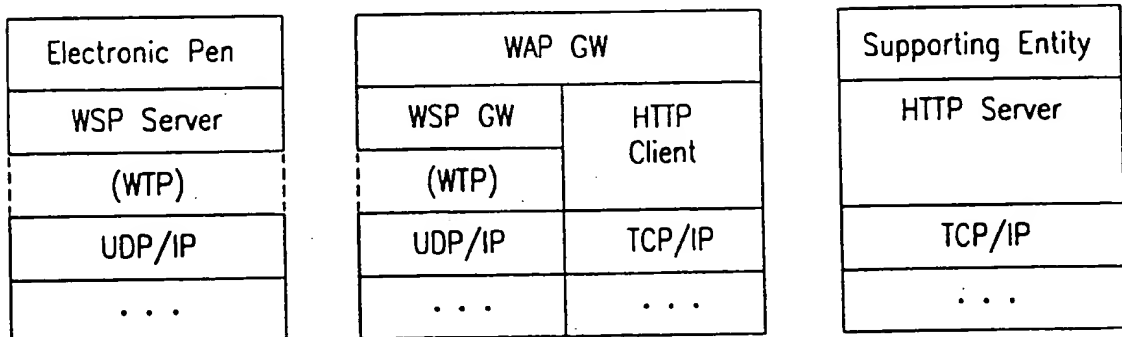 Electronic Pen
WSP Server
(WTP)
UDP/IP
. . .
WAP GW
WSP GW
(WTP)
UDP/IP
. . .
HTTP
Client
TCP/IP
. . .
Supporting Entity
HTTP Server
TCP/IP
. . .